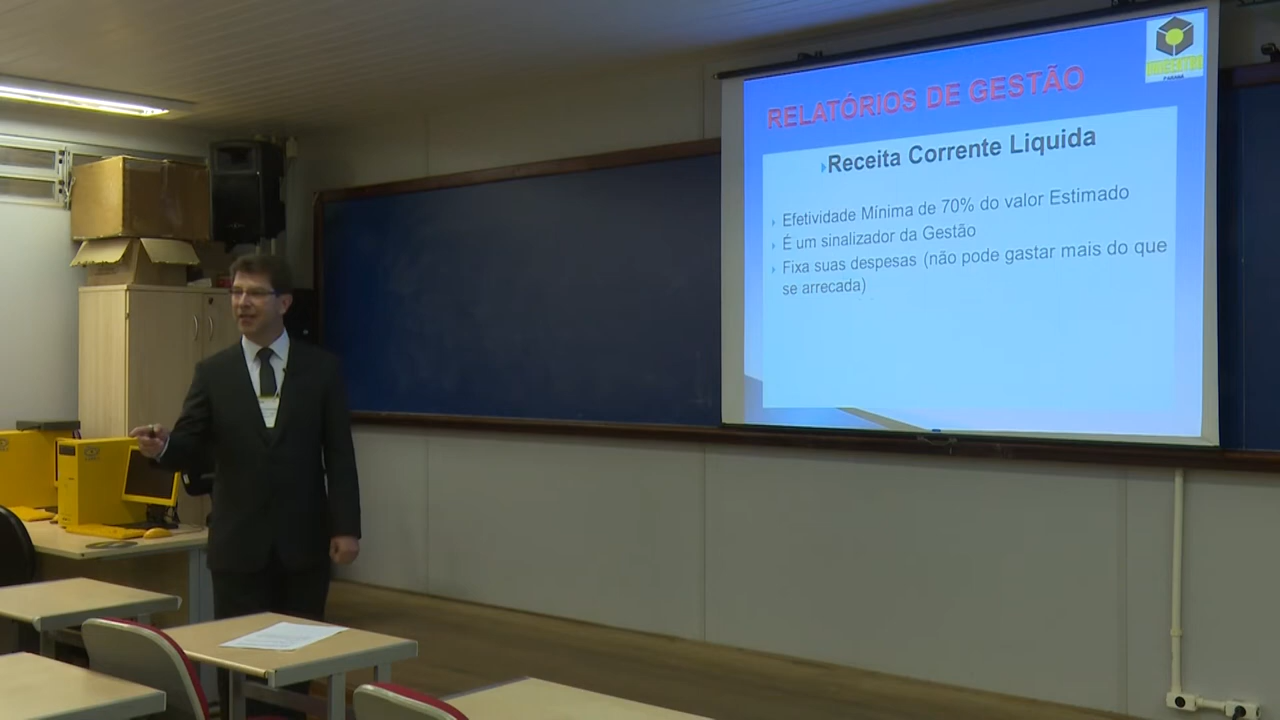 RELATÓRIOS DE GESTÃO
Receita Corrente Liquida
Efetividade Mínima de 70% do valor Estimado
É um sinalizador da Gestão
Fixa suas despesas (não pode gastar mais do que
se arrecada)
PARANÁ